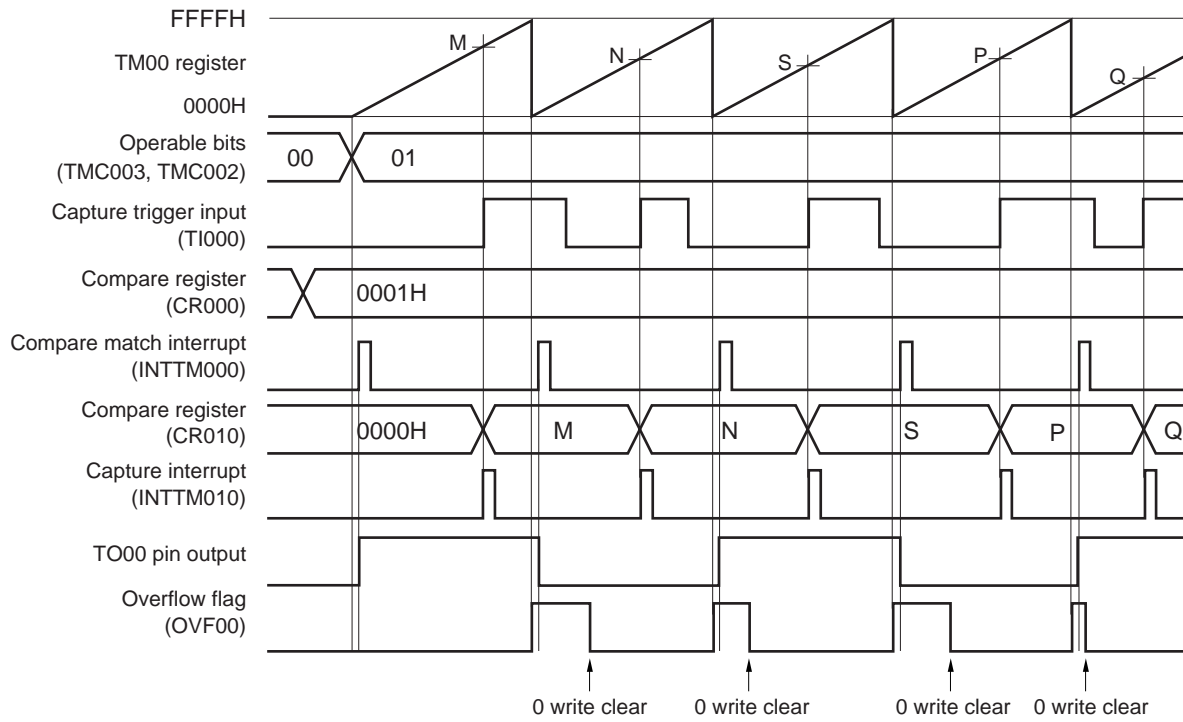 FFFFH
TM00 register
0000H
M
N
S
P
Q
Operable bits
(TMC003, TMC002)
00
01
Capture trigger input
(TI000)
Compare register
(CR000)
0001H
Compare match interrupt
(INTTM000)
Compare register
(CR010)
0000H
M
N
S
P
Q
Capture interrupt
(INTTM010)
TO00 pin output
Overflow flag
(OVF00)
0 write clear
0 write clear
0 write clear
0 write clear